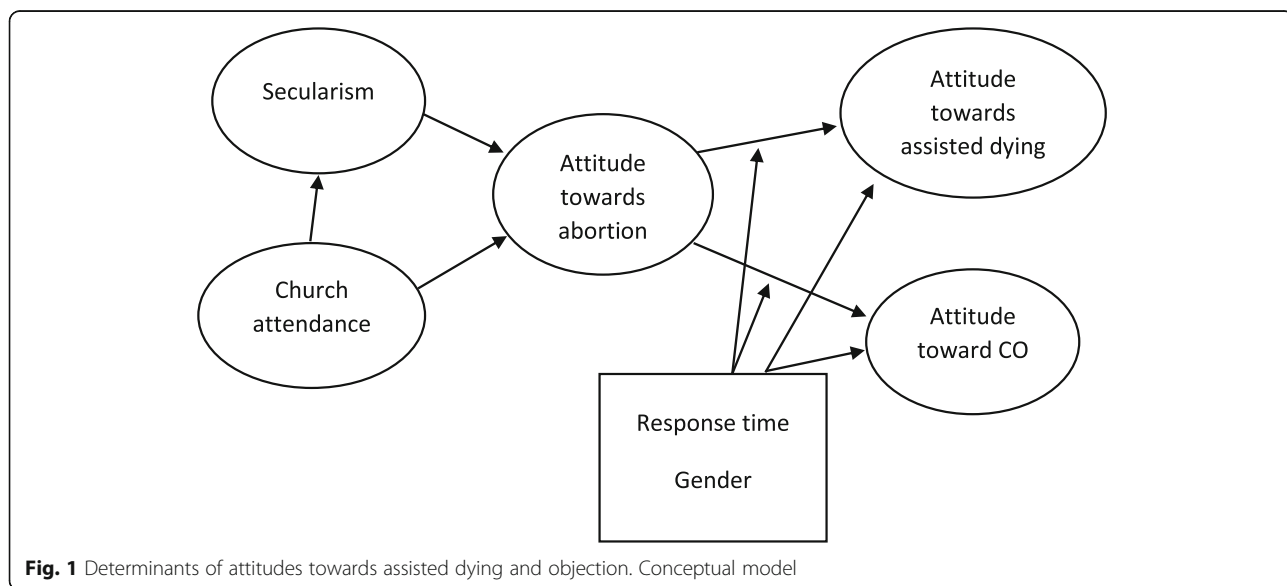 Secularism
Church
attendance
Attitude
towards
abortion
Attitude
towards
assisted dying
Attitude
toward CO
Response time
Gender
Fig. 1 Determinants of attitudes towards assisted dying and objection. Conceptual model